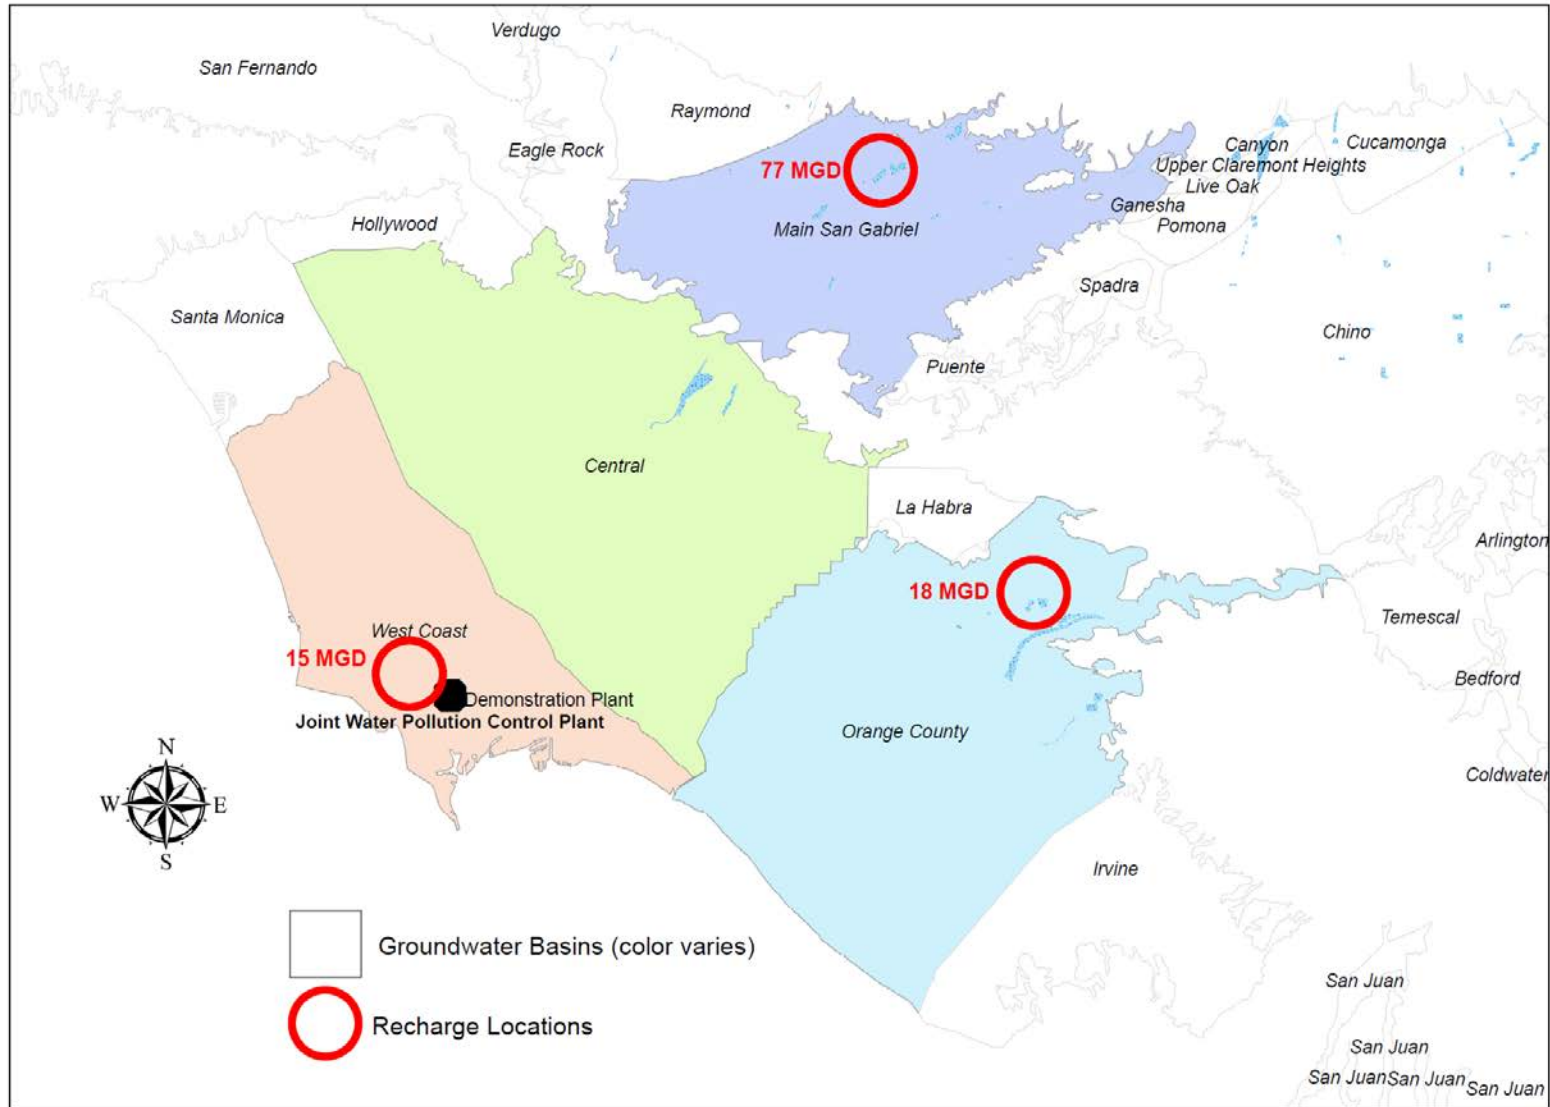 Verdugo
San Fernando
Raymond
Eagle Rock
Canyon
Cucamonga
Upper Claremont Heights
Live Oak
77 MGD
Ganesha
Pomona
Hollywood
Main San Gabriel
Spadra
Santa Monica
Chino
Puente
Central
La Habra
Arlington
18 MGD
Temescal
West Coast
15 MGD
Demonstration Plant
Joint Water Pollution Control Plant
Bedford
Orange County
Coldwater
N
W
E
S
Irvine
Groundwater Basins (color varies)
Recharge Locations
San Juan
San Juan
San Juan
San Juan
San Juan